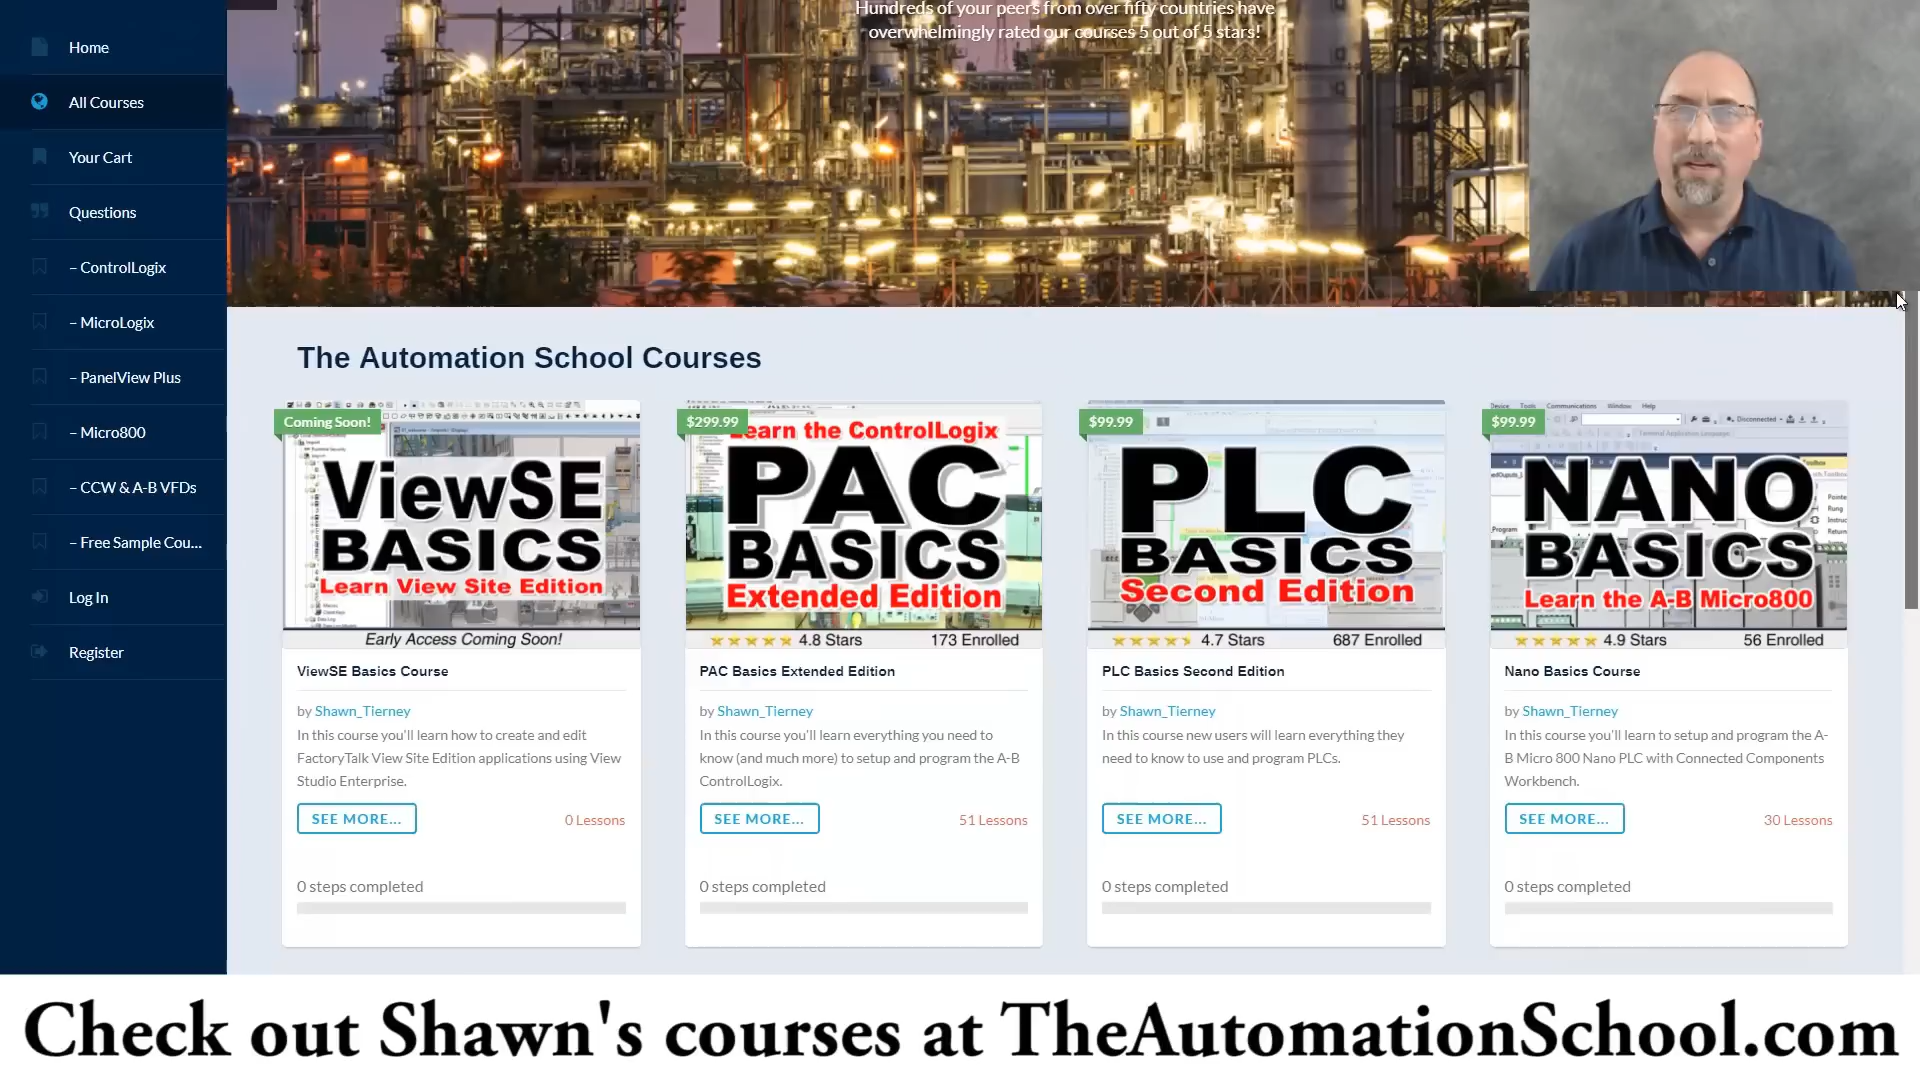 Hundreds of your peers from over fifty countries have
overwhelmingly rated our courses 5 out of 5 stars!
Home
All Courses
Your Cart
Questions
– ControlLogix
– MicroLogix
– PanelView Plus
– Micro800
– CCW & A-B VFDs
– Free Sample Cou...
Log In
Register
The Automation School Courses
Coming Soon!
ViewSE
BASICS
Learn View Site Edition
Early Access Coming Soon!
ViewSE Basics Course
by Shawn_Tierney
In this course you'll learn how to create and edit
FactoryTalk View Site Edition applications using View
Studio Enterprise.
SEE MORE...
0 Lessons
0 steps completed
$299.99
Learn the ControlLogix
PAC
BASICS
Extended Edition
4.8 Stars
173 Enrolled
PAC Basics Extended Edition
by Shawn_Tierney
In this course you'll learn everything you need to
know (and much more) to setup and program the A-B
ControlLogix.
SEE MORE...
51 Lessons
0 steps completed
$99.99
PLC
BASICS
Second Edition
4.7 Stars
687 Enrolled
PLC Basics Second Edition
by Shawn_Tierney
In this course new users will learn everything they
need to know to use and program PLCs.
SEE MORE...
51 Lessons
0 steps completed
$99.99
Device Tools Communications Window Help
Disconnected
NANO
BASICS
Learn the A-B Micro800
4.9 Stars
56 Enrolled
Nano Basics Course
by Shawn_Tierney
In this course you'll learn to setup and program the A-
B Micro 800 Nano PLC with Connected Components
Workbench.
SEE MORE...
30 Lessons
0 steps completed
Check out Shawn's courses at TheAutomationSchool.com